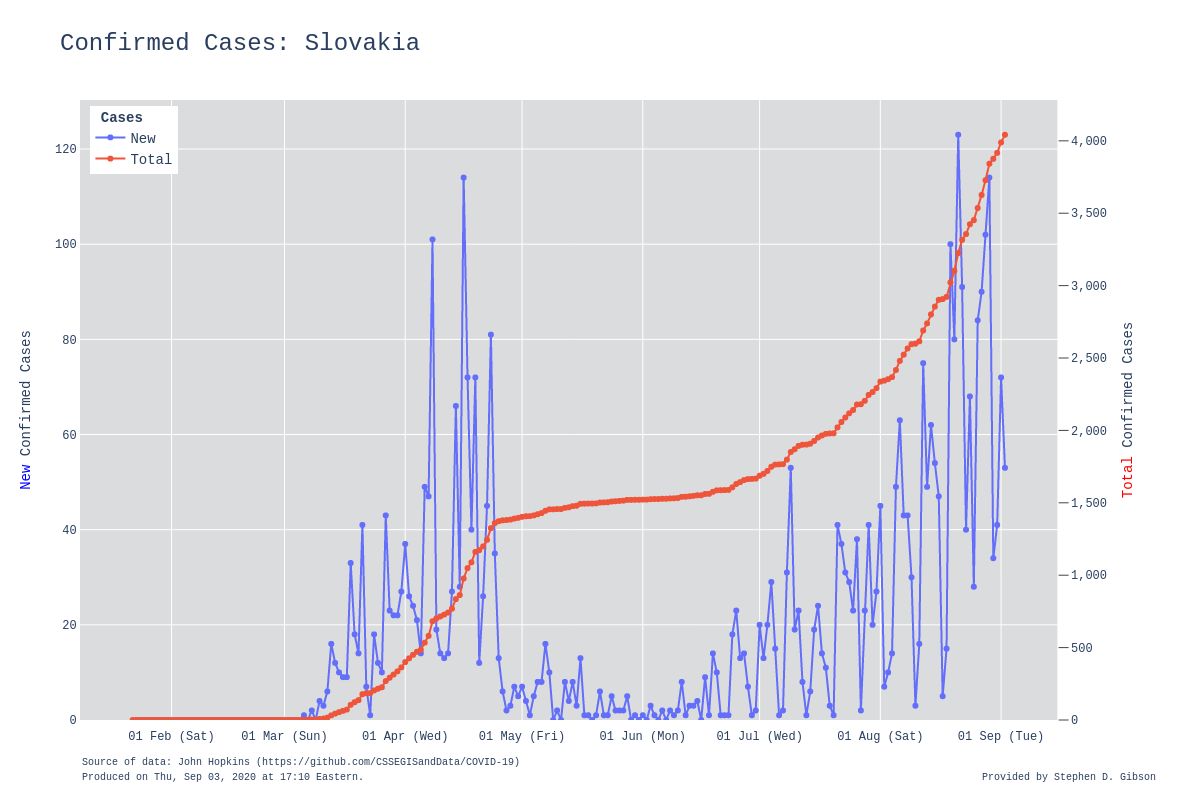 Confirmed Cases: Slovakia
Cases
New
Total
120
100
80
60
40
20
0
4,000
3,500
3,000
2,500
2,000
1,500
1,000
500
0
New Confirmed Cases
Total Confirmed Cases
01 Feb (Sat) 01 Mar (Sun) 01 Apr (Wed) 01 May (Fri) 01 Jun (Mon) 01 Jul (Wed) 01 Aug (Sat) 01 Sep (Tue)
Source of data: John Hopkins (https://github.com/CSSEGISandData/COVID-19)
Produced on Thu, Sep 03, 2020 at 17:10 Eastern.
Provided by Stephen D. Gibson